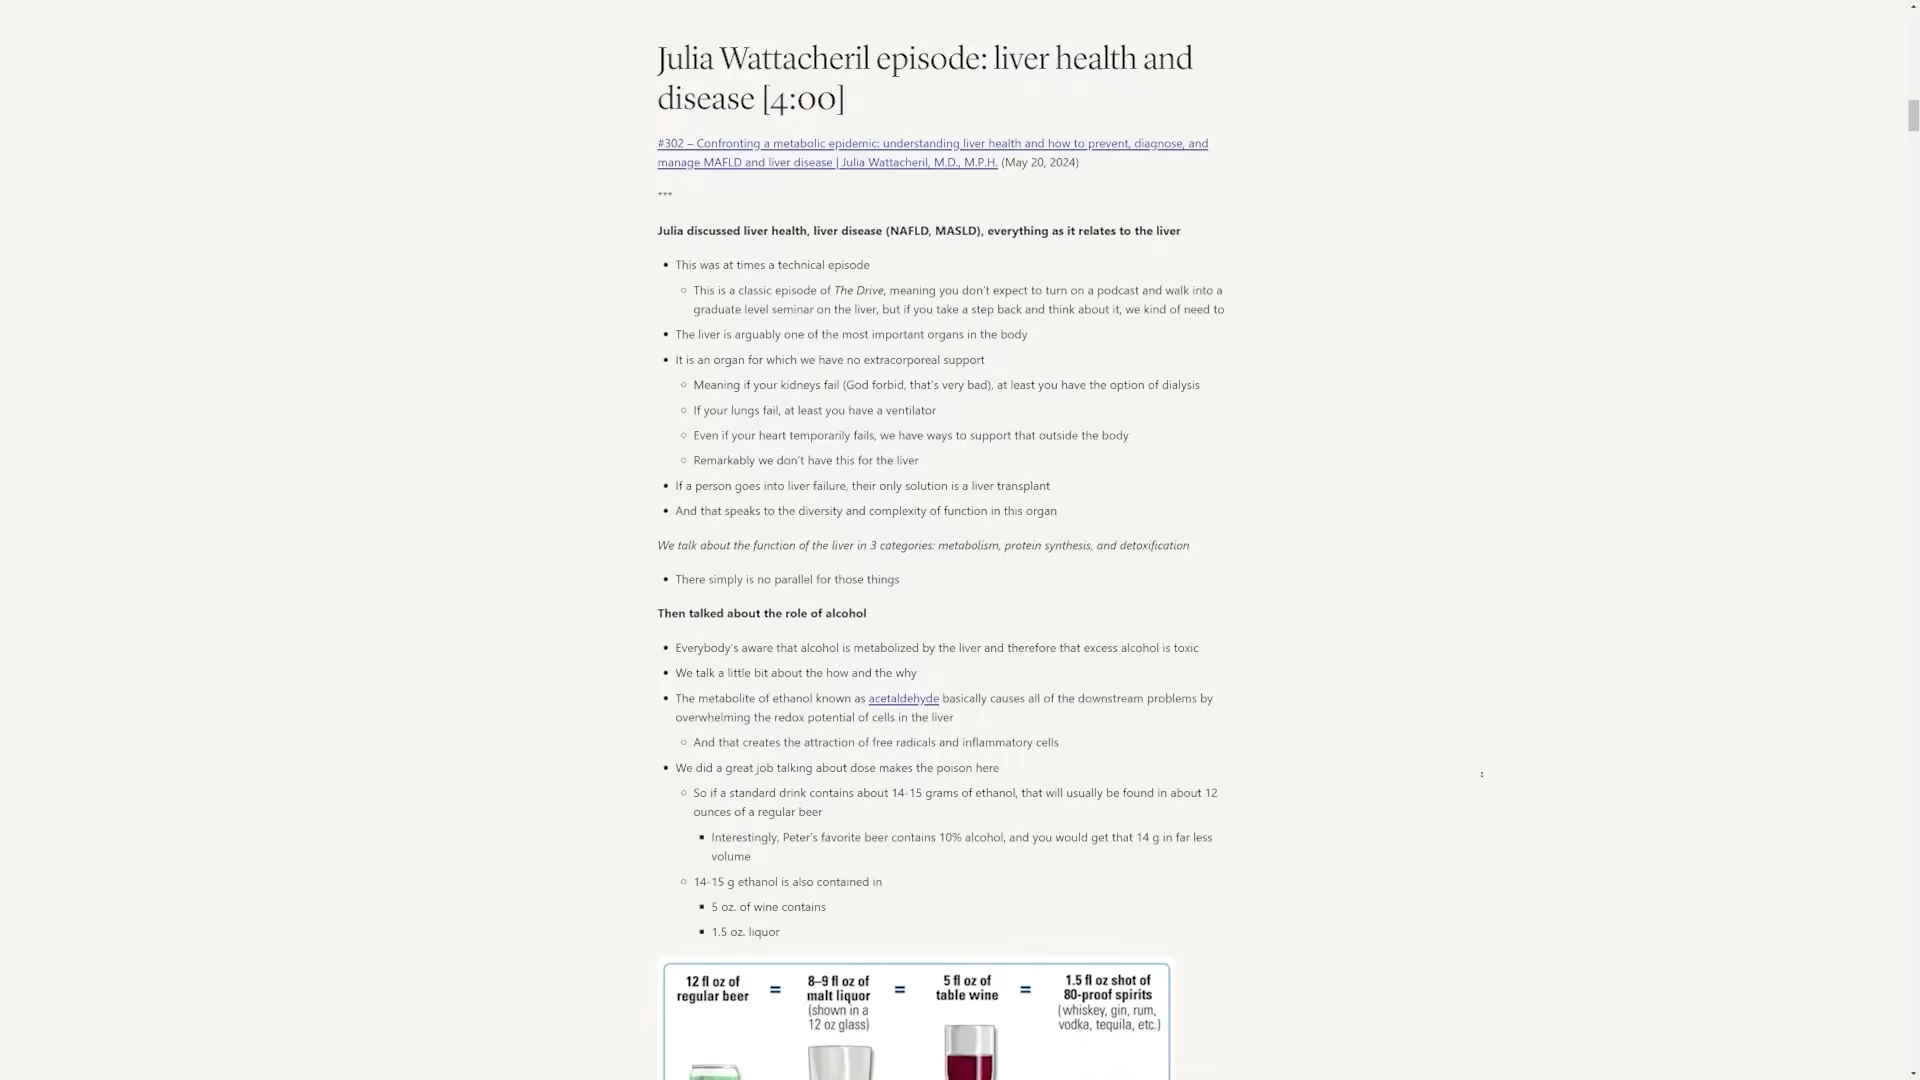 Julia Wattacheril episode: liver health and
disease [4:00]
#302 – Confronting a metabolic epidemic: understanding liver health and how to prevent, diagnose, and
manage MAFLD and liver disease | Julia Wattacheril, M.D., M.P.H. (May 20, 2024)
***
Julia discussed liver health, liver disease (NAFLD, MASLD), everything as it relates to the liver
• This was at times a technical episode
○ This is a classic episode of The Drive, meaning you don't expect to turn on a podcast and walk into a
graduate level seminar on the liver, but if you take a step back and think about it, we kind of need to
• The liver is arguably one of the most important organs in the body
• It is an organ for which we have no extracorporeal support
○ Meaning if your kidneys fail (God forbid, that's very bad), at least you have the option of dialysis
○ If your lungs fail, at least you have a ventilator
○ Even if your heart temporarily fails, we have ways to support that outside the body
○ Remarkably we don't have this for the liver
• If a person goes into liver failure, their only solution is a liver transplant
• And that speaks to the diversity and complexity of function in this organ
We talk about the function of the liver in 3 categories: metabolism, protein synthesis, and detoxification
• There simply is no parallel for those things
Then talked about the role of alcohol
• Everybody's aware that alcohol is metabolized by the liver and therefore that excess alcohol is toxic
• We talk a little bit about the how and the why
• The metabolite of ethanol known as acetaldehyde basically causes all of the downstream problems by
overwhelming the redox potential of cells in the liver
○ And that creates the attraction of free radicals and inflammatory cells
• We did a great job talking about dose makes the poison here
○ So if a standard drink contains about 14-15 grams of ethanol, that will usually be found in about 12
ounces of a regular beer
▪ Interestingly, Peter's favorite beer contains 10% alcohol, and you would get that 14 g in far less
volume
○ 14-15 g ethanol is also contained in
▪ 5 oz. of wine contains
▪ 1.5 oz. liquor
12 fl oz of
regular beer
=
8–9 fl oz of
malt liquor
(shown in a
12 oz glass)
=
5 fl oz of
table wine
=
1.5 fl oz shot of
80-proof spirits
(whiskey, gin, rum,
vodka, tequila, etc.)